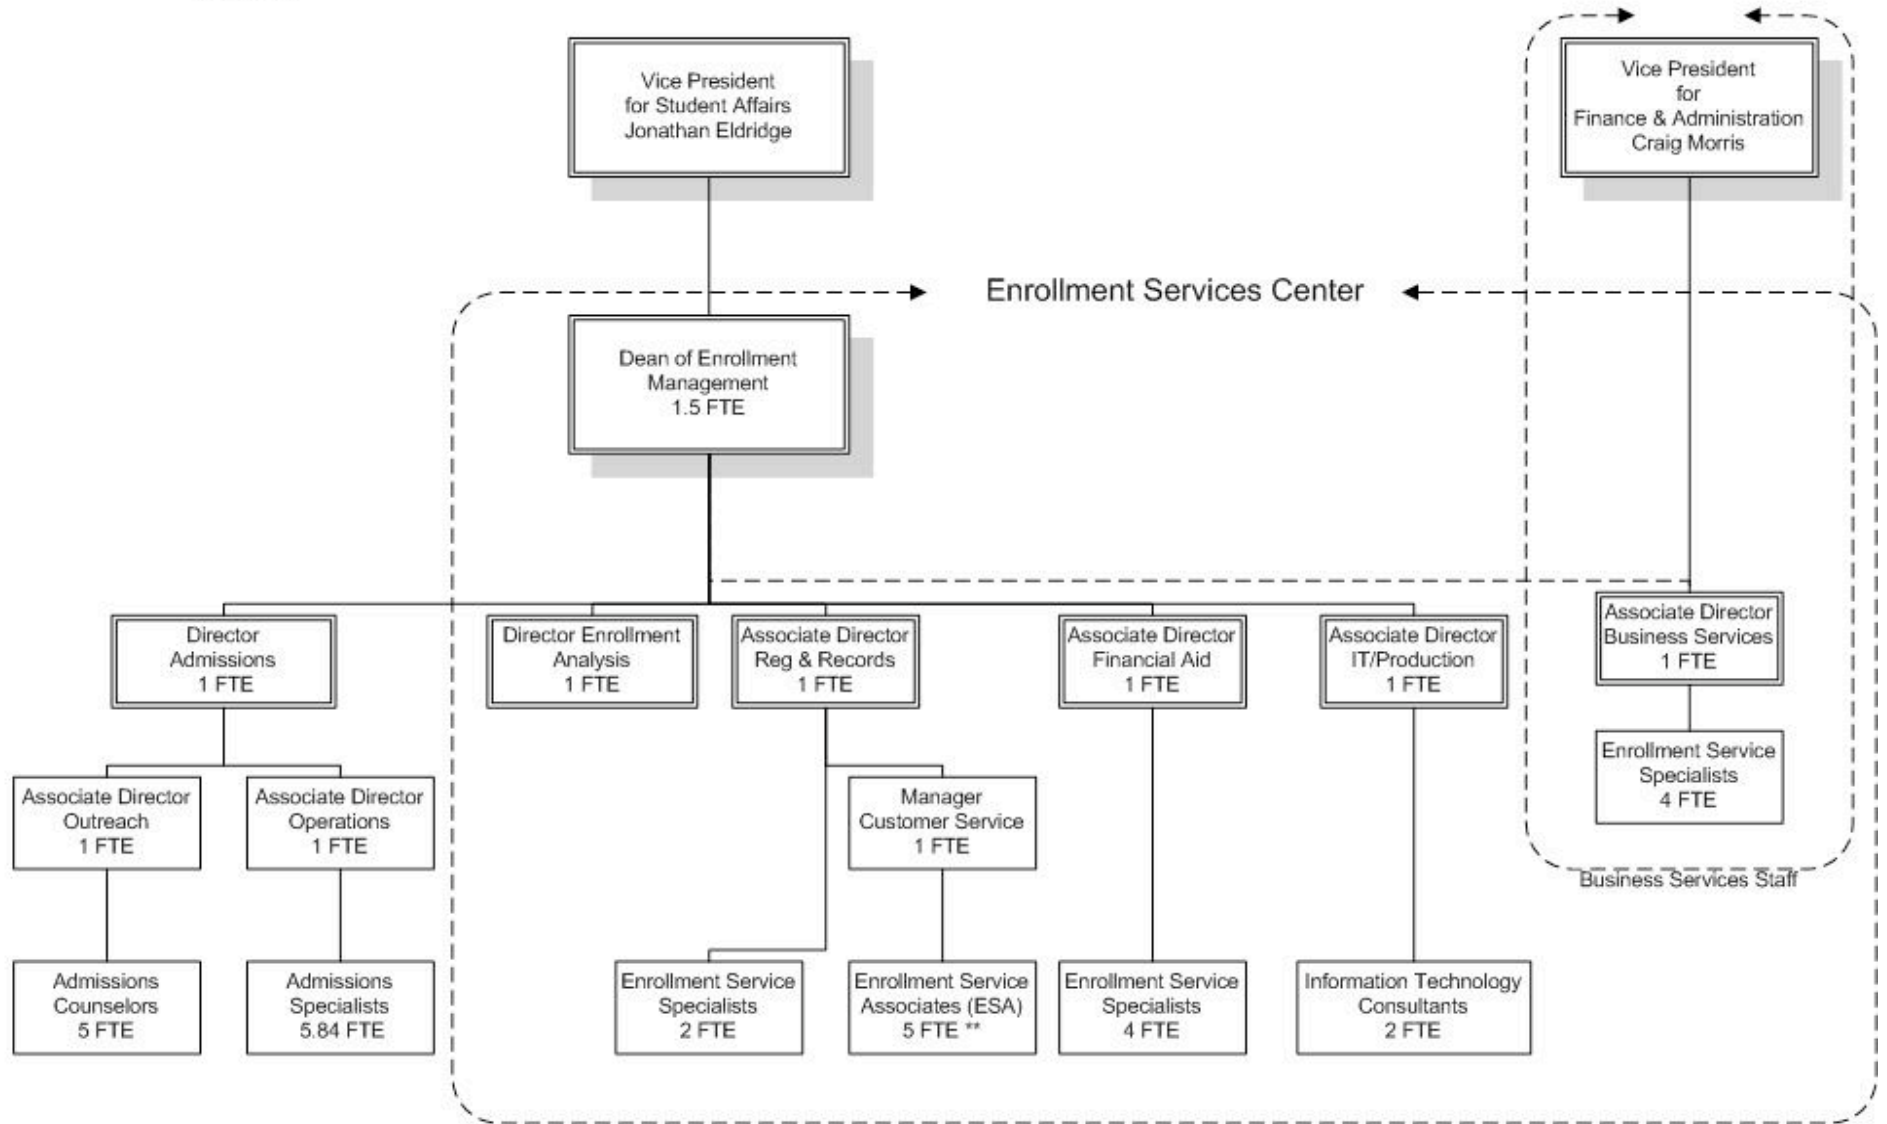 Vice President
for Student Affairs
Jonathan Eldridge
Vice President
for
Finance & Administration
Craig Morris
Enrollment Services Center
Dean of Enrollment
Management
1.5 FTE
Director
Admissions
1 FTE
Director Enrollment
Analysis
1 FTE
Associate Director
Reg & Records
1 FTE
Associate Director
Financial Aid
1 FTE
Associate Director
IT/Production
1 FTE
Associate Director
Business Services
1 FTE
Enrollment Service
Specialists
4 FTE
Business Services Staff
Associate Director
Outreach
1 FTE
Associate Director
Operations
1 FTE
Manager
Customer Service
1 FTE
Admissions
Counselors
5 FTE
Admissions
Specialists
5.84 FTE
Enrollment Service
Specialists
2 FTE
Enrollment Service
Associates (ESA)
5 FTE **
Enrollment Service
Specialists
4 FTE
Information Technology
Consultants
2 FTE